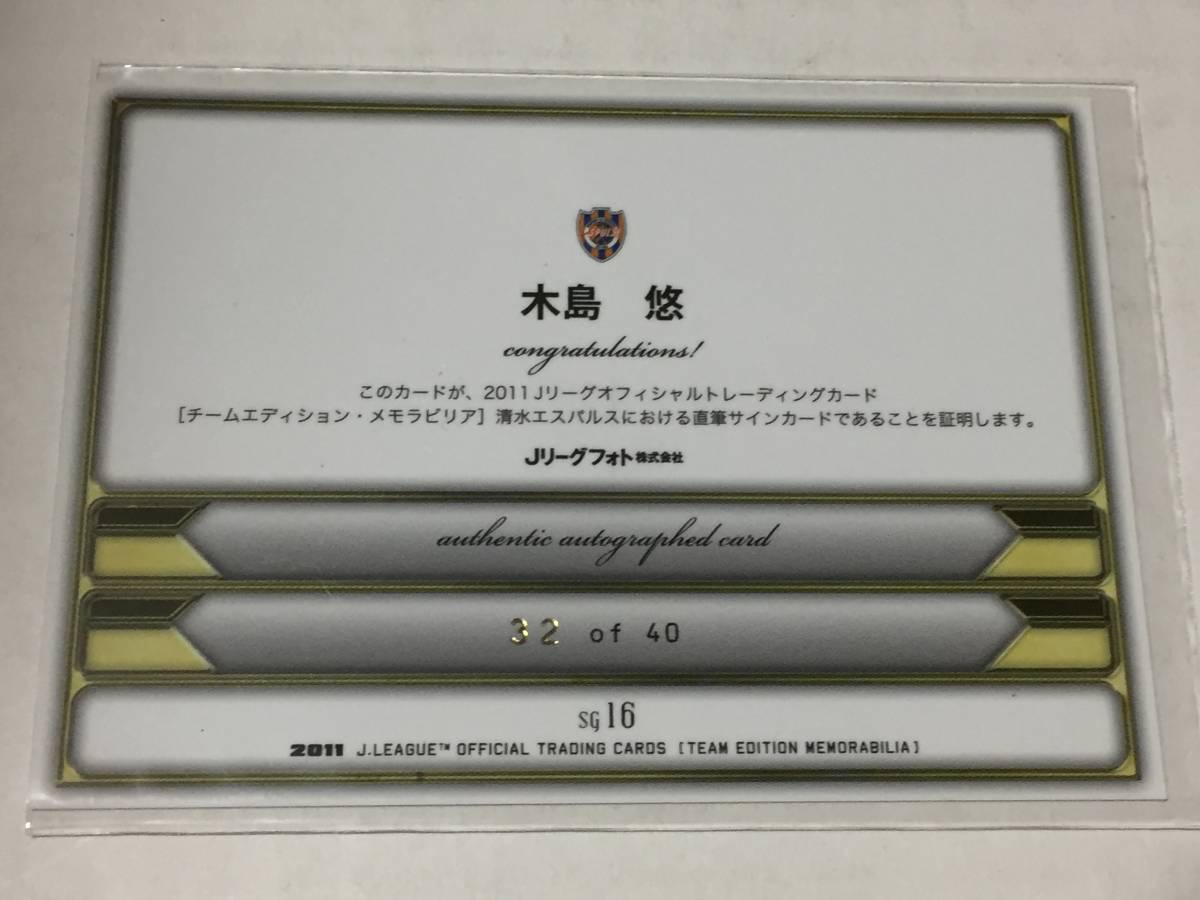 S-PULSE
木島 悠
congratulations!
このカードが、2011 Jリーグオフィシャルトレーディングカード
[チームエディション・メモラビリア] 清水エスパルスにおける直筆サインカードであることを証明します。
Jリーグフォト株式会社
authentic autographed card
32 of 40
SG16
2011 J.LEAGUE™ OFFICIAL TRADING CARDS [TEAM EDITION MEMORABILIA]